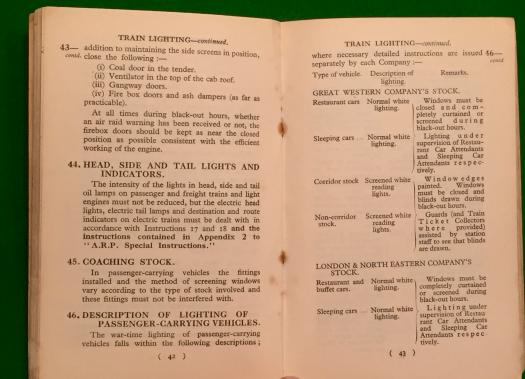 TRAIN LIGHTING—continued.
43— addition to maintaining the side screens in position,
contd. close the following :—
(i) Coal door in the tender.
(ii) Ventilator in the top of the cab roof.
(iii) Gangway doors.
(iv) Fire box doors and ash dampers (as far as
practicable).
At all times during black-out hours, whether
an air raid warning has been received or not, the
firebox doors should be kept as near the closed
position as possible consistent with the efficient
working of the engine.
44. HEAD, SIDE AND TAIL LIGHTS AND
INDICATORS.
The intensity of the lights in head, side and tail
oil lamps on passenger and freight trains and light
engines must not be reduced, but the electric head
lights, electric tail lamps and destination and route
indicators on electric trains must be dealt with in
accordance with Instructions 17 and 18 and the
instructions contained in Appendix 2 to
"A.R.P. Special Instructions."
45. COACHING STOCK.
In passenger-carrying vehicles the fittings
installed and the method of screening windows
vary according to the type of stock involved and
these fittings must not be interfered with.
46. DESCRIPTION OF LIGHTING OF
PASSENGER-CARRYING VEHICLES.
The war-time lighting of passenger-carrying
vehicles falls within the following descriptions ;
( 42 )
TRAIN LIGHTING—continued.
where necessary detailed instructions are issued 46—
separately by each Company :— contd
Type of vehicle. Description of Remarks.
lighting.
GREAT WESTERN COMPANY'S STOCK.
Restaurant cars Normal white Windows must be
lighting. closed and com-
pletely curtained or
screened during
black-out hours.
Sleeping cars ... Normal white Lighting under
lighting. supervision of Restau-
rant Car Attendants
and Sleeping Car
Attendants respec-
tively.
Corridor stock Screened white Window edges
reading painted. Windows
lights. must be closed and
blinds drawn during
black-out hours.
Non-corridor Screened white Guards (and Train
stock. reading Ticket Collectors
lights. where provided)
assisted by station
staff to see that blinds
are drawn.
LONDON & NORTH EASTERN COMPANY'S
STOCK.
Restaurant and Normal white Windows must be
buffet cars. lighting. completely curtained
or screened during
black-out hours.
Sleeping cars ... Normal white Lighting under
lighting. supervision of Restau-
rant Car Attendants
and Sleeping Car
Attendants respec-
tively.
( 43 )